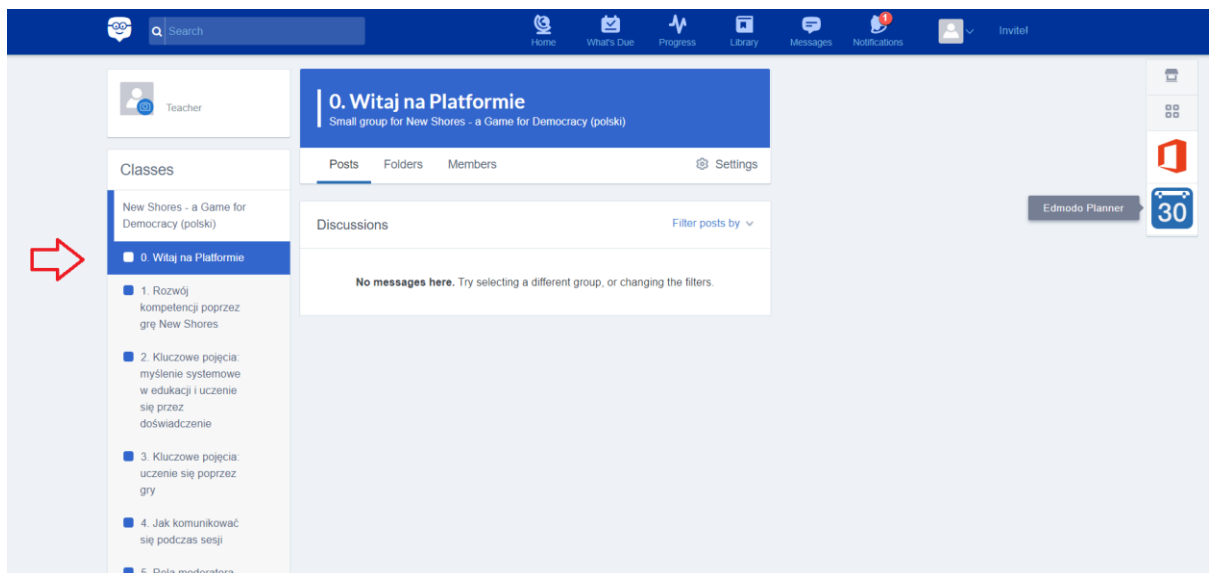 Search
Home
What's Due
Progress
Library
Messages
1
Notifications
Invite!
Teacher
Classes
New Shores - a Game for
Democracy (polski)
0. Witaj na Platformie
1. Rozwój
kompetencji poprzez
grę New Shores
2. Kluczowe pojęcia:
myślenie systemowe
w edukacji i uczenie
się przez
doświadczenie
3. Kluczowe pojęcia:
uczenie się poprzez
gry
4. Jak komunikować
się podczas sesji
5. Rola moderatora
0. Witaj na Platformie
Small group for New Shores - a Game for Democracy (polski)
Posts Folders Members Settings
Discussions Filter posts by
No messages here. Try selecting a different group, or changing the filters.
Edmodo Planner
30